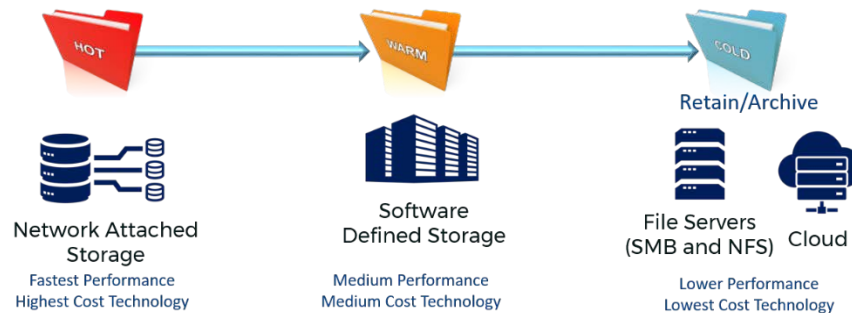 HOT
WARM
COLD
Retain/Archive
Network Attached
Storage
Fastest Performance
Highest Cost Technology
Software
Defined Storage
Medium Performance
Medium Cost Technology
File Servers
(SMB and NFS)
Cloud
Lower Performance
Lowest Cost Technology